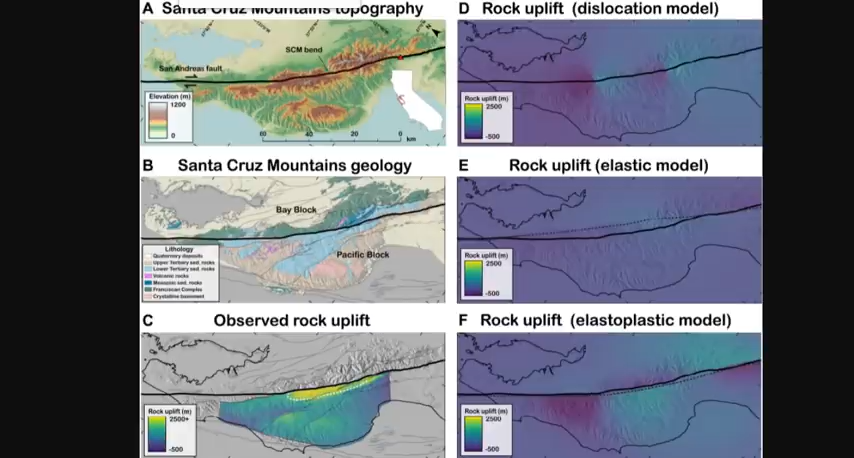 A Santa Cruz Mountains topography
SCM bend
San Andreas fault
N
Elevation (m)
1200
0
60 40 20 0
km
B Santa Cruz Mountains geology
Bay Block
Pacific Block
Lithology
Quaternary deposits
Upper Tertiary sed. rocks
Lower Tertiary sed. rocks
Volcanic rocks
Mesozoic sed. rocks
Franciscan Complex
Crystalline basement
C Observed rock uplift
Rock uplift (m)
2500+
-500
D Rock uplift (dislocation model)
Rock uplift (m)
2500
-500
E Rock uplift (elastic model)
Rock uplift (m)
2500
-500
F Rock uplift (elastoplastic model)
Rock uplift (m)
2500
-500